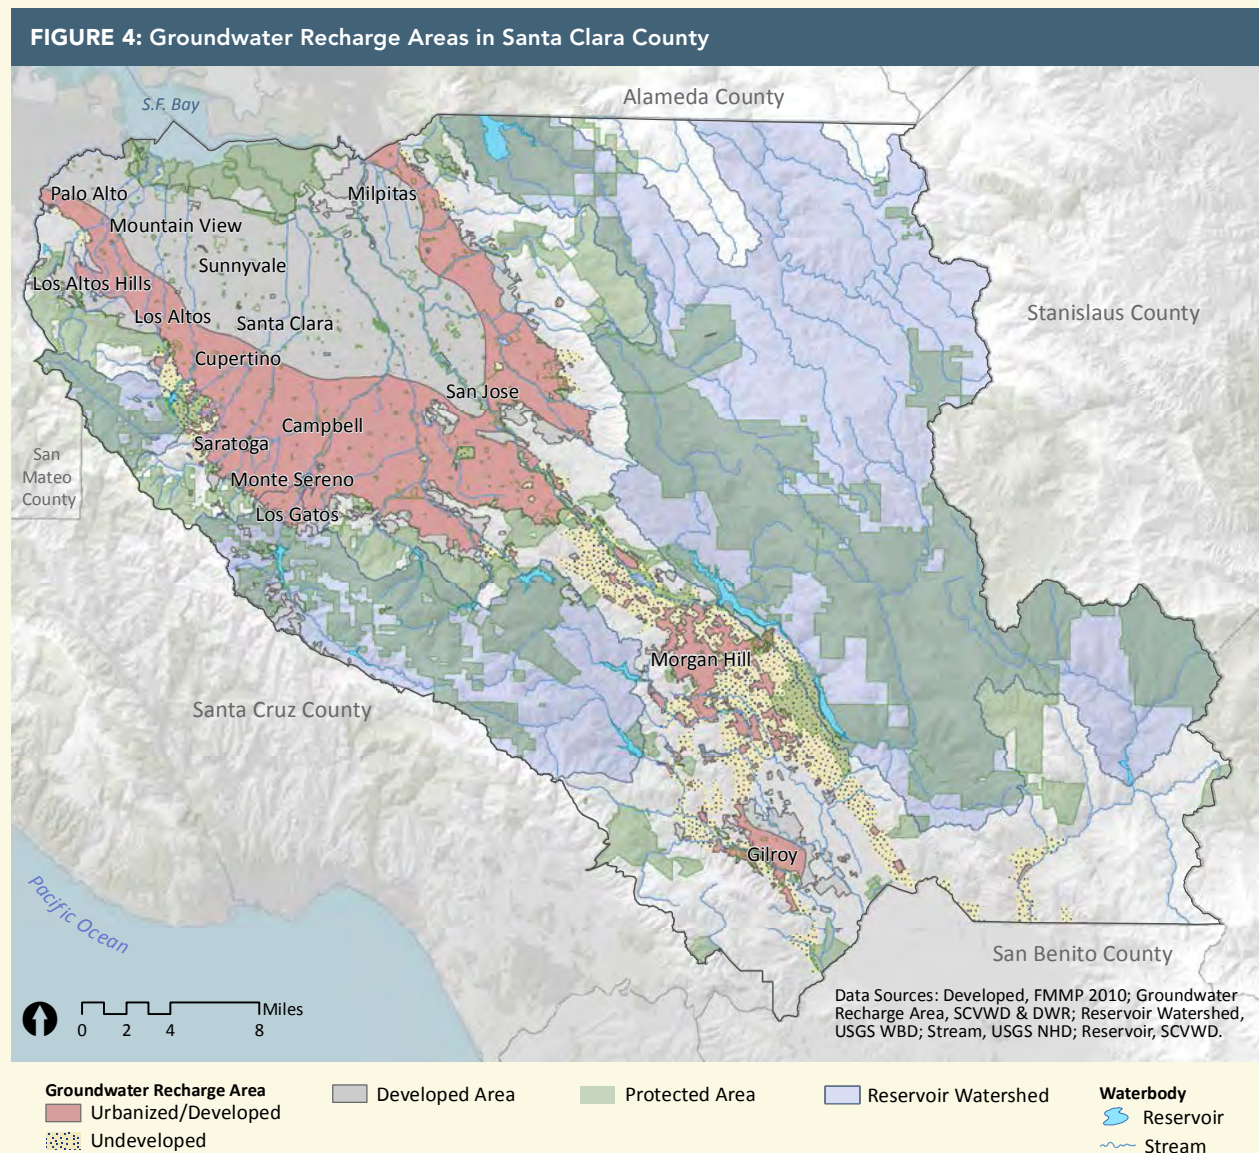 FIGURE 4: Groundwater Recharge Areas in Santa Clara County
S.F. Bay
Alameda County
Palo Alto
Milpitas
Mountain View
Sunnyvale
Los Altos Hills
Los Altos
Santa Clara
Stanislaus County
Cupertino
San Jose
Campbell
Saratoga
San
Mateo
County
Monte Sereno
Los Gatos
Morgan Hill
Santa Cruz County
Gilroy
Pacific Ocean
San Benito County
Miles
0 2 4 8
Data Sources: Developed, FMMP 2010; Groundwater
Recharge Area, SCVWD & DWR; Reservoir Watershed,
USGS WBD; Stream, USGS NHD; Reservoir, SCVWD.
Groundwater Recharge Area
Urbanized/Developed
Undeveloped
Developed Area
Protected Area
Reservoir Watershed
Waterbody
Reservoir
Stream